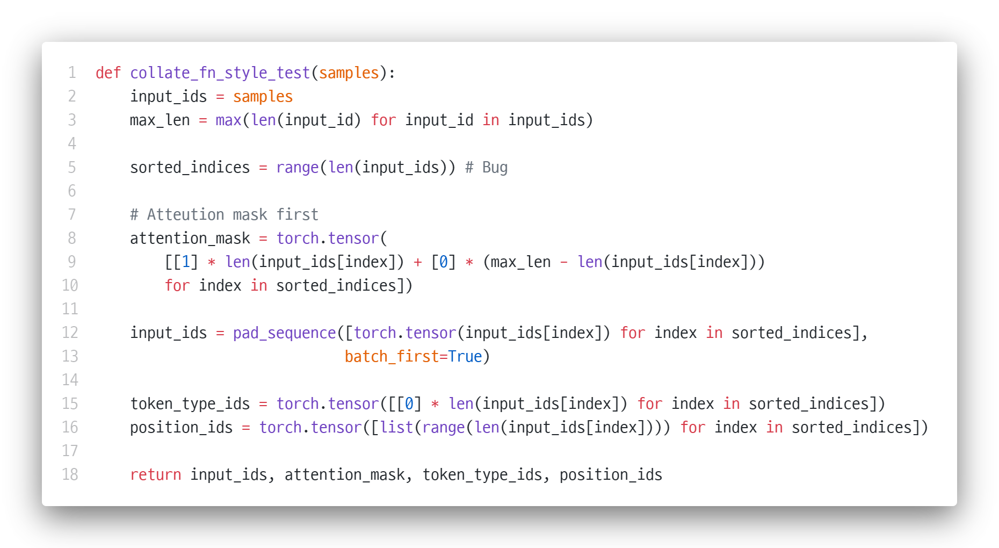 1 def collate_fn_style_test(samples):
2     input_ids = samples
3     max_len = max(len(input_id) for input_id in input_ids)
4
5     sorted_indices = range(len(input_ids)) # Bug
6
7     # Atteution mask first
8     attention_mask = torch.tensor(
9         [[1] * len(input_ids[index]) + [0] * (max_len - len(input_ids[index]))
10         for index in sorted_indices])
11
12     input_ids = pad_sequence([torch.tensor(input_ids[index]) for index in sorted_indices],
13                              batch_first=True)
14
15     token_type_ids = torch.tensor([[0] * len(input_ids[index]) for index in sorted_indices])
16     position_ids = torch.tensor([list(range(len(input_ids[index]))) for index in sorted_indices])
17
18     return input_ids, attention_mask, token_type_ids, position_ids